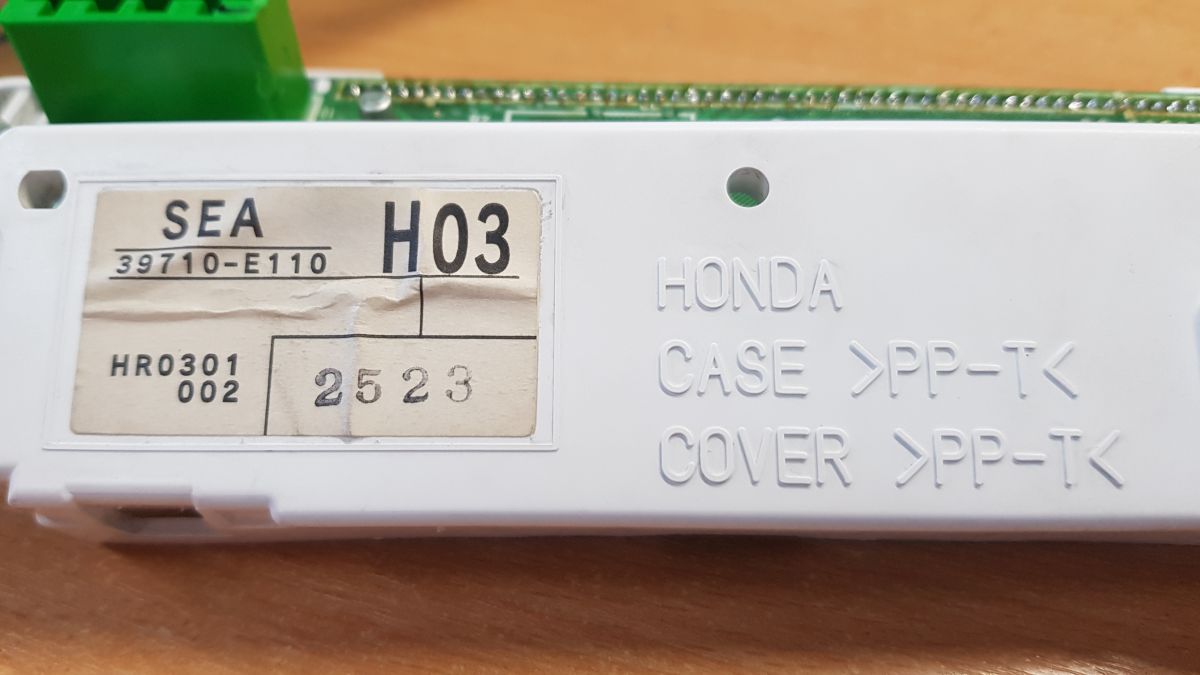 SEA H03
39710-E110
HR0301
002
2523
HONDA
CASE >PP-T<
COVER >PP-T<